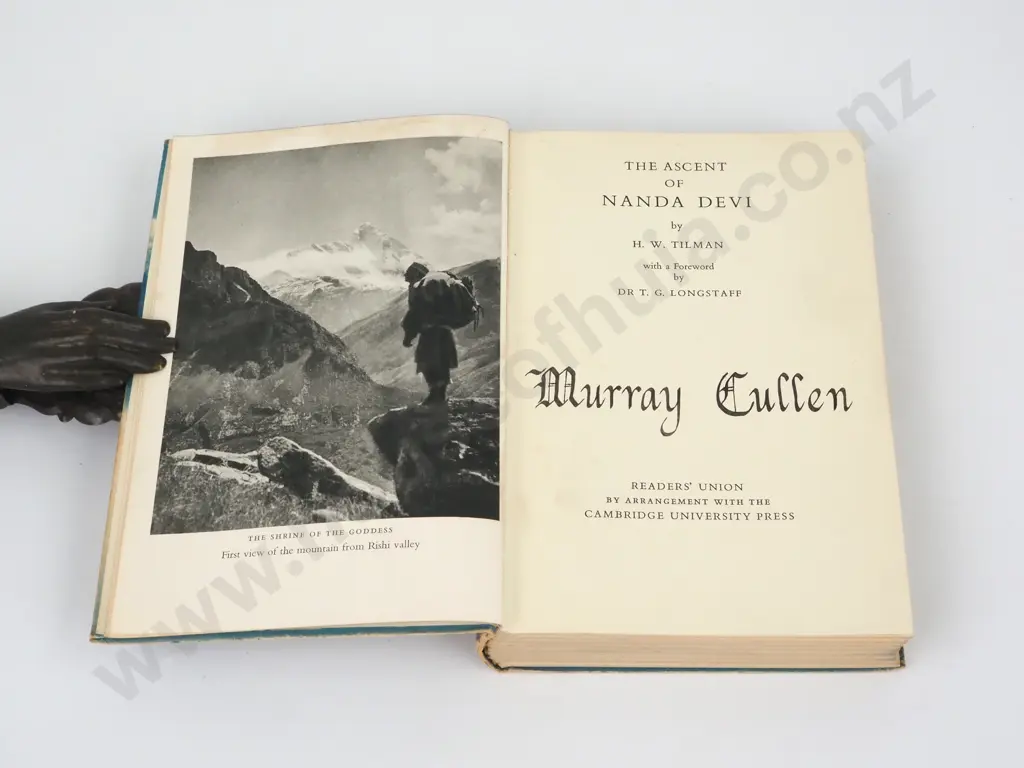 THE SHRINE OF THE GODDESS
First view of the mountain from Rishi valley
THE ASCENT
OF
NANDA DEVI
by
H. W. TILMAN
with a Foreword
by
DR T. G. LONGSTAFF
Murray Cullen
READERS' UNION
BY ARRANGEMENT WITH THE
CAMBRIDGE UNIVERSITY PRESS